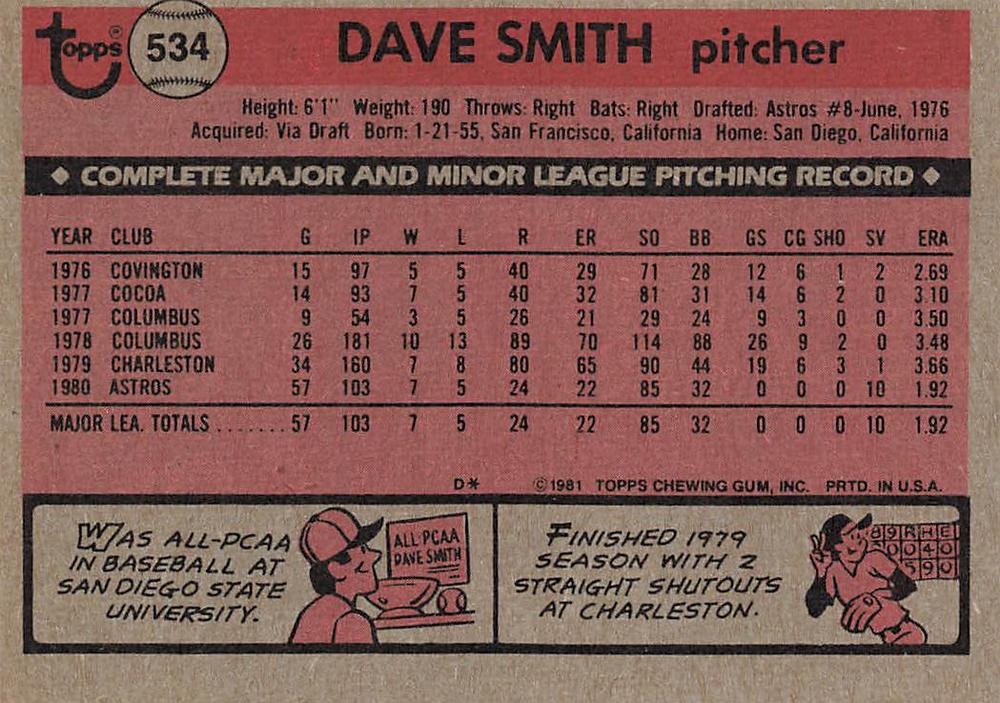 Topps® 534 DAVE SMITH pitcher
Height: 6'1" Weight: 190 Throws: Right Bats: Right Drafted: Astros #8-June, 1976
Acquired: Via Draft Born: 1-21-55, San Francisco, California Home: San Diego, California
◆ COMPLETE MAJOR AND MINOR LEAGUE PITCHING RECORD ◆
YEAR CLUB G IP W L R ER SO BB GS CG SHO SV ERA
1976 COVINGTON 15 97 5 5 40 29 71 28 12 6 1 2 2.69
1977 COCOA 14 93 7 5 40 32 81 31 14 6 2 0 3.10
1977 COLUMBUS 9 54 3 5 26 21 29 24 9 3 0 0 3.50
1978 COLUMBUS 26 181 10 13 89 70 114 88 26 9 2 0 3.48
1979 CHARLESTON 34 160 7 8 80 65 90 44 19 6 3 1 3.66
1980 ASTROS 57 103 7 5 24 22 85 32 0 0 0 10 1.92
MAJOR LEA. TOTALS ....... 57 103 7 5 24 22 85 32 0 0 0 10 1.92
D* ©1981 TOPPS CHEWING GUM, INC. PRTD. IN U.S.A.
WAS ALL-PCAA
IN BASEBALL AT
SAN DIEGO STATE
UNIVERSITY.
ALL PCAA
DAVE SMITH
FINISHED 1979
SEASON WITH 2
STRAIGHT SHUTOUTS
AT CHARLESTON.
89RHE
0040
590